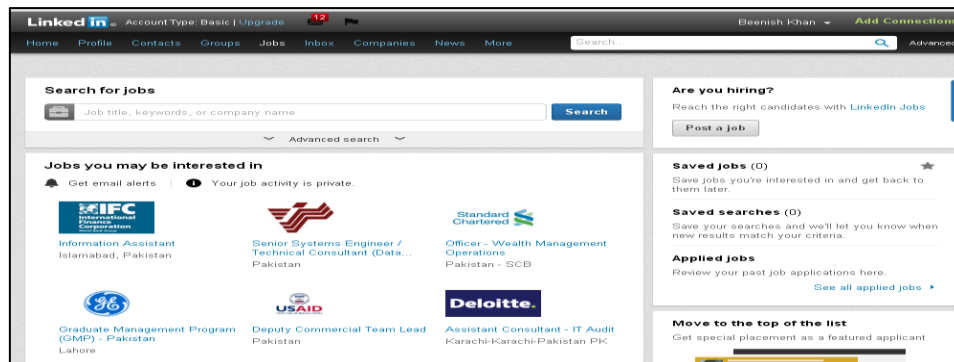 Linked in® Account Type: Basic | Upgrade 12 Beenish Khan Add Connections
Home Profile Contacts Groups Jobs Inbox Companies News More Search... Advanced
Search for jobs
Job title, keywords, or company name Search
Advanced search
Jobs you may be interested in
Get email alerts Your job activity is private.
IFC
International
Finance
Corporation
Information Assistant
Islamabad, Pakistan
Senior Systems Engineer /
Technical Consultant (Data...
Pakistan
Standard
Chartered
Officer - Wealth Management
Operations
Pakistan - SCB
GE
Graduate Management Program
(GMP) - Pakistan
Lahore
USAID
Deputy Commercial Team Lead
Pakistan
Deloitte.
Assistant Consultant - IT Audit
Karachi-Karachi-Pakistan PK
Are you hiring?
Reach the right candidates with LinkedIn Jobs
Post a job
Saved jobs (0)
Save jobs you're interested in and get back to
them later.
Saved searches (0)
Save your searches and we'll let you know when
new results match your criteria.
Applied jobs
Review your past job applications here.
See all applied jobs
Move to the top of the list
Get special placement as a featured applicant